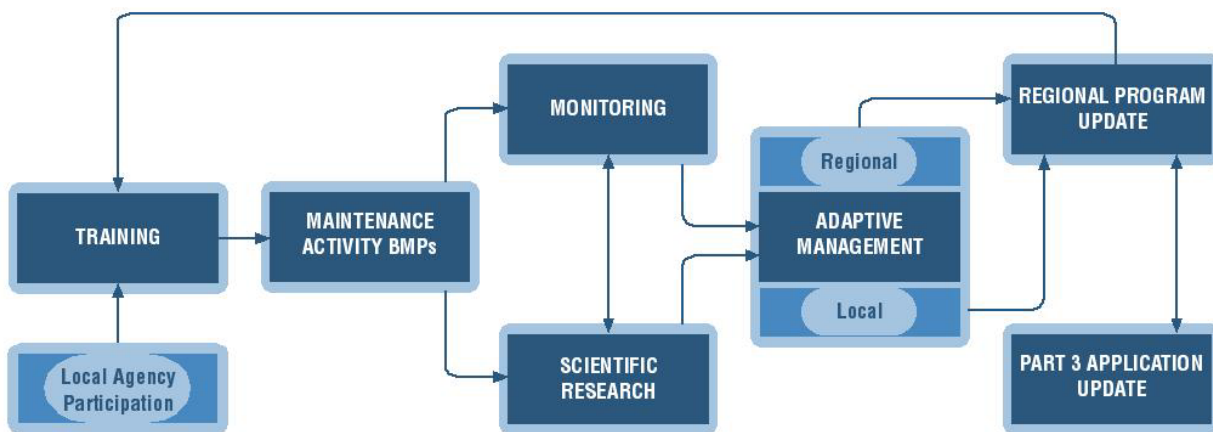 TRAINING
Local Agency
Participation
MAINTENANCE
ACTIVITY BMPs
MONITORING
SCIENTIFIC
RESEARCH
Regional
ADAPTIVE
MANAGEMENT
Local
REGIONAL PROGRAM
UPDATE
PART 3 APPLICATION
UPDATE